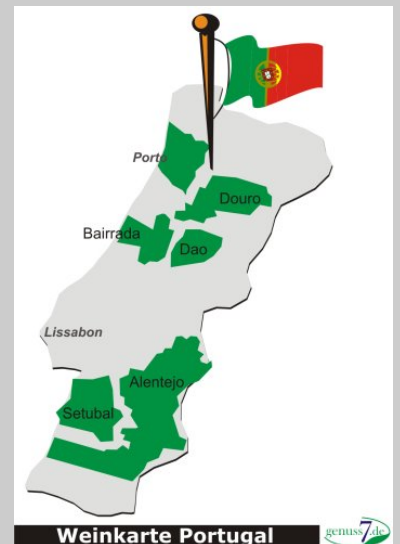 Porto
Douro
Bairrada
Dao
Lissabon
Alentejo
Setubal
Weinkarte Portugal
genuss7.de